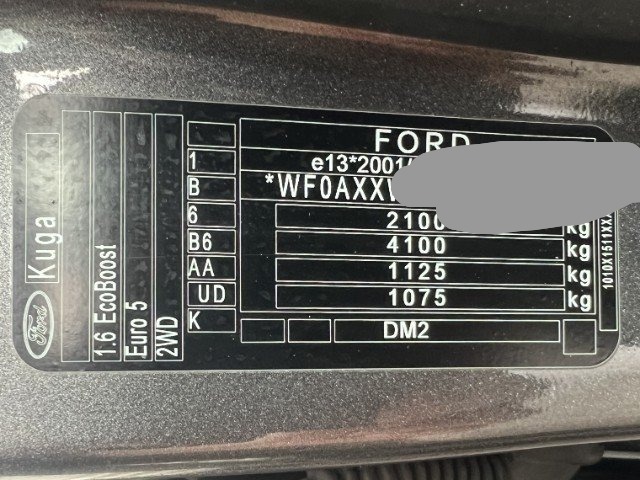 Ford
Kuga
1.6 EcoBoost
Euro 5
2WD
1
B
6
B6
AA
UD
K
FORD
e13*2001/
*WF0AXX
2100 kg
4100 kg
1125 kg
1075 kg
DM2
1010X1511XX